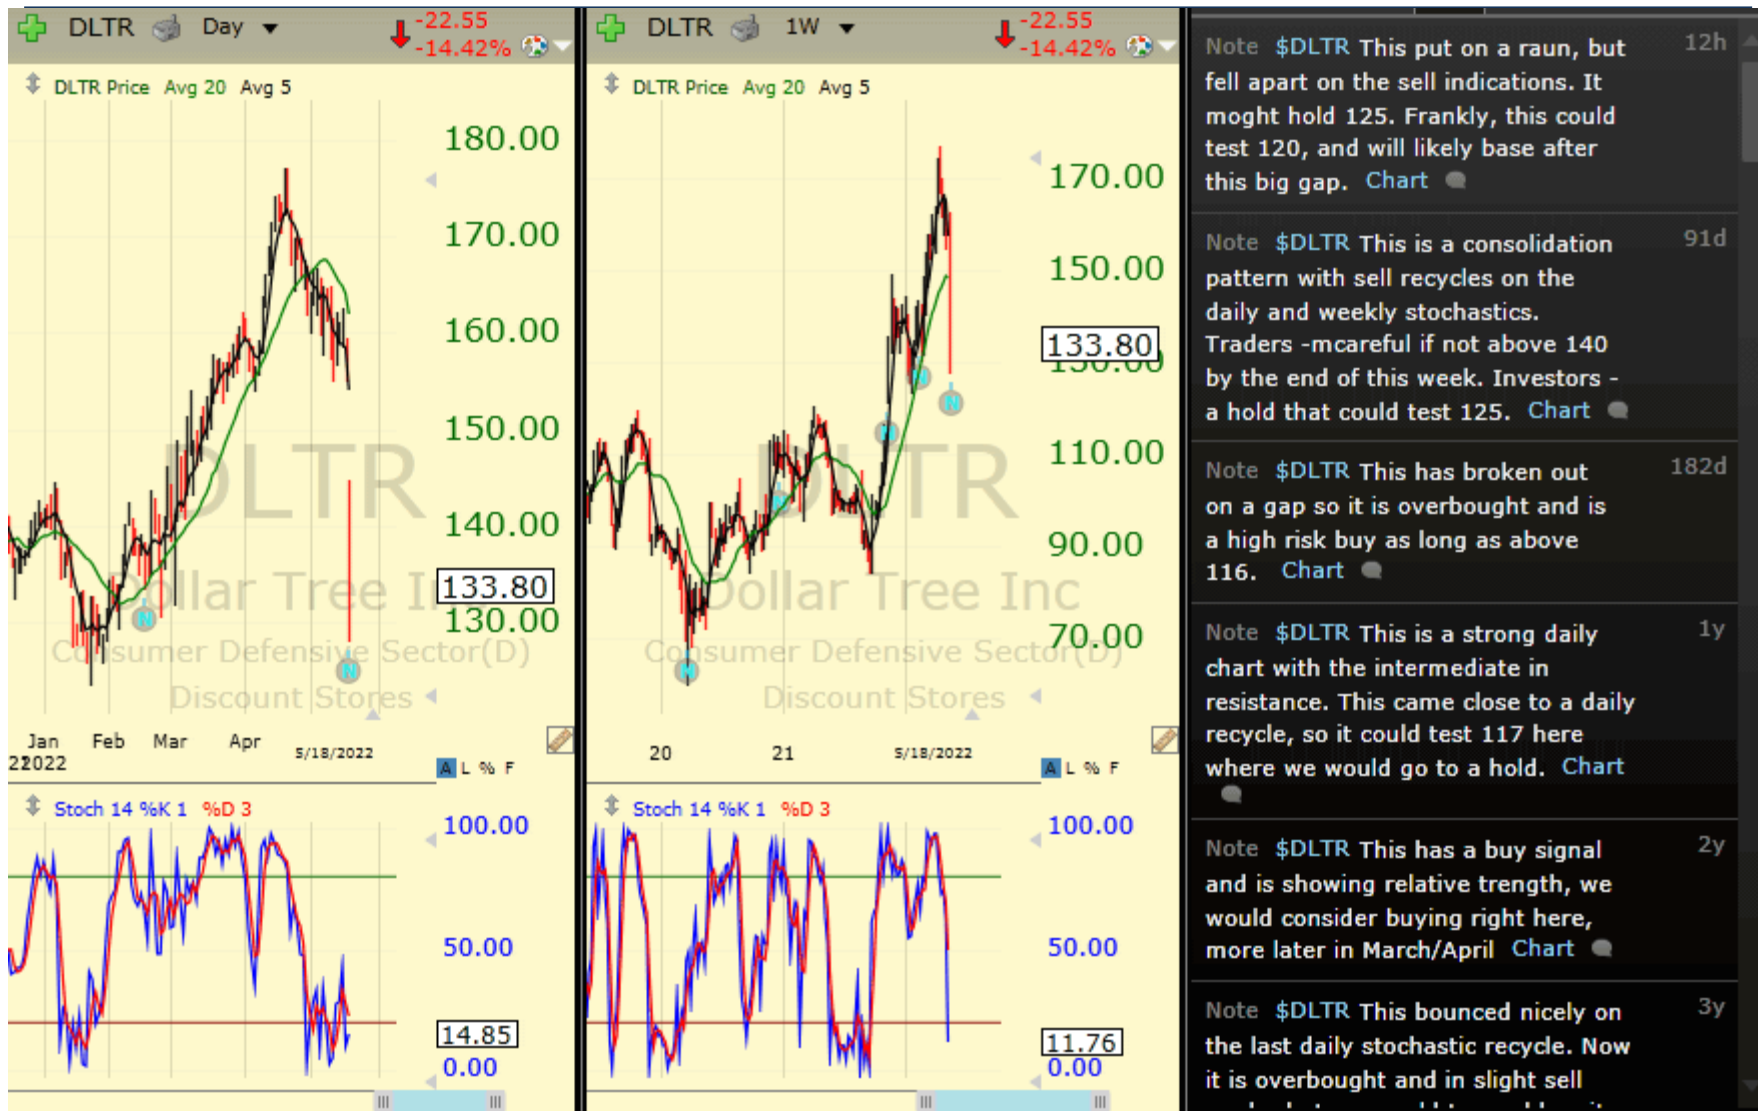 DLTR Day
-22.55
-14.42%
DLTR Price Avg 20 Avg 5
180.00
170.00
160.00
150.00
140.00
133.80
130.00
DLTR
Dollar Tree Inc
Consumer Defensive Sector(D)
Discount Stores
N
N
Jan Feb Mar Apr 5/18/2022
2022
A L % F
Stoch 14 %K 1 %D 3
100.00
50.00
14.85
0.00
DLTR 1W
-22.55
-14.42%
DLTR Price Avg 20 Avg 5
170.00
150.00
133.80
130.00
110.00
90.00
70.00
DLTR
Dollar Tree Inc
Consumer Defensive Sector(D)
Discount Stores
N
N
N
N
N
20 21 5/18/2022
A L % F
Stoch 14 %K 1 %D 3
100.00
50.00
11.76
0.00
Note $DLTR This put on a raun, but 12h
fell apart on the sell indications. It
moght hold 125. Frankly, this could
test 120, and will likely base after
this big gap. Chart
Note $DLTR This is a consolidation 91d
pattern with sell recycles on the
daily and weekly stochastics.
Traders -mcareful if not above 140
by the end of this week. Investors -
a hold that could test 125. Chart
Note $DLTR This has broken out 182d
on a gap so it is overbought and is
a high risk buy as long as above
116. Chart
Note $DLTR This is a strong daily 1y
chart with the intermediate in
resistance. This came close to a daily
recycle, so it could test 117 here
where we would go to a hold. Chart
Note $DLTR This has a buy signal 2y
and is showing relative trength, we
would consider buying right here,
more later in March/April Chart
Note $DLTR This bounced nicely on 3y
the last daily stochastic recycle. Now
it is overbought and in slight sell